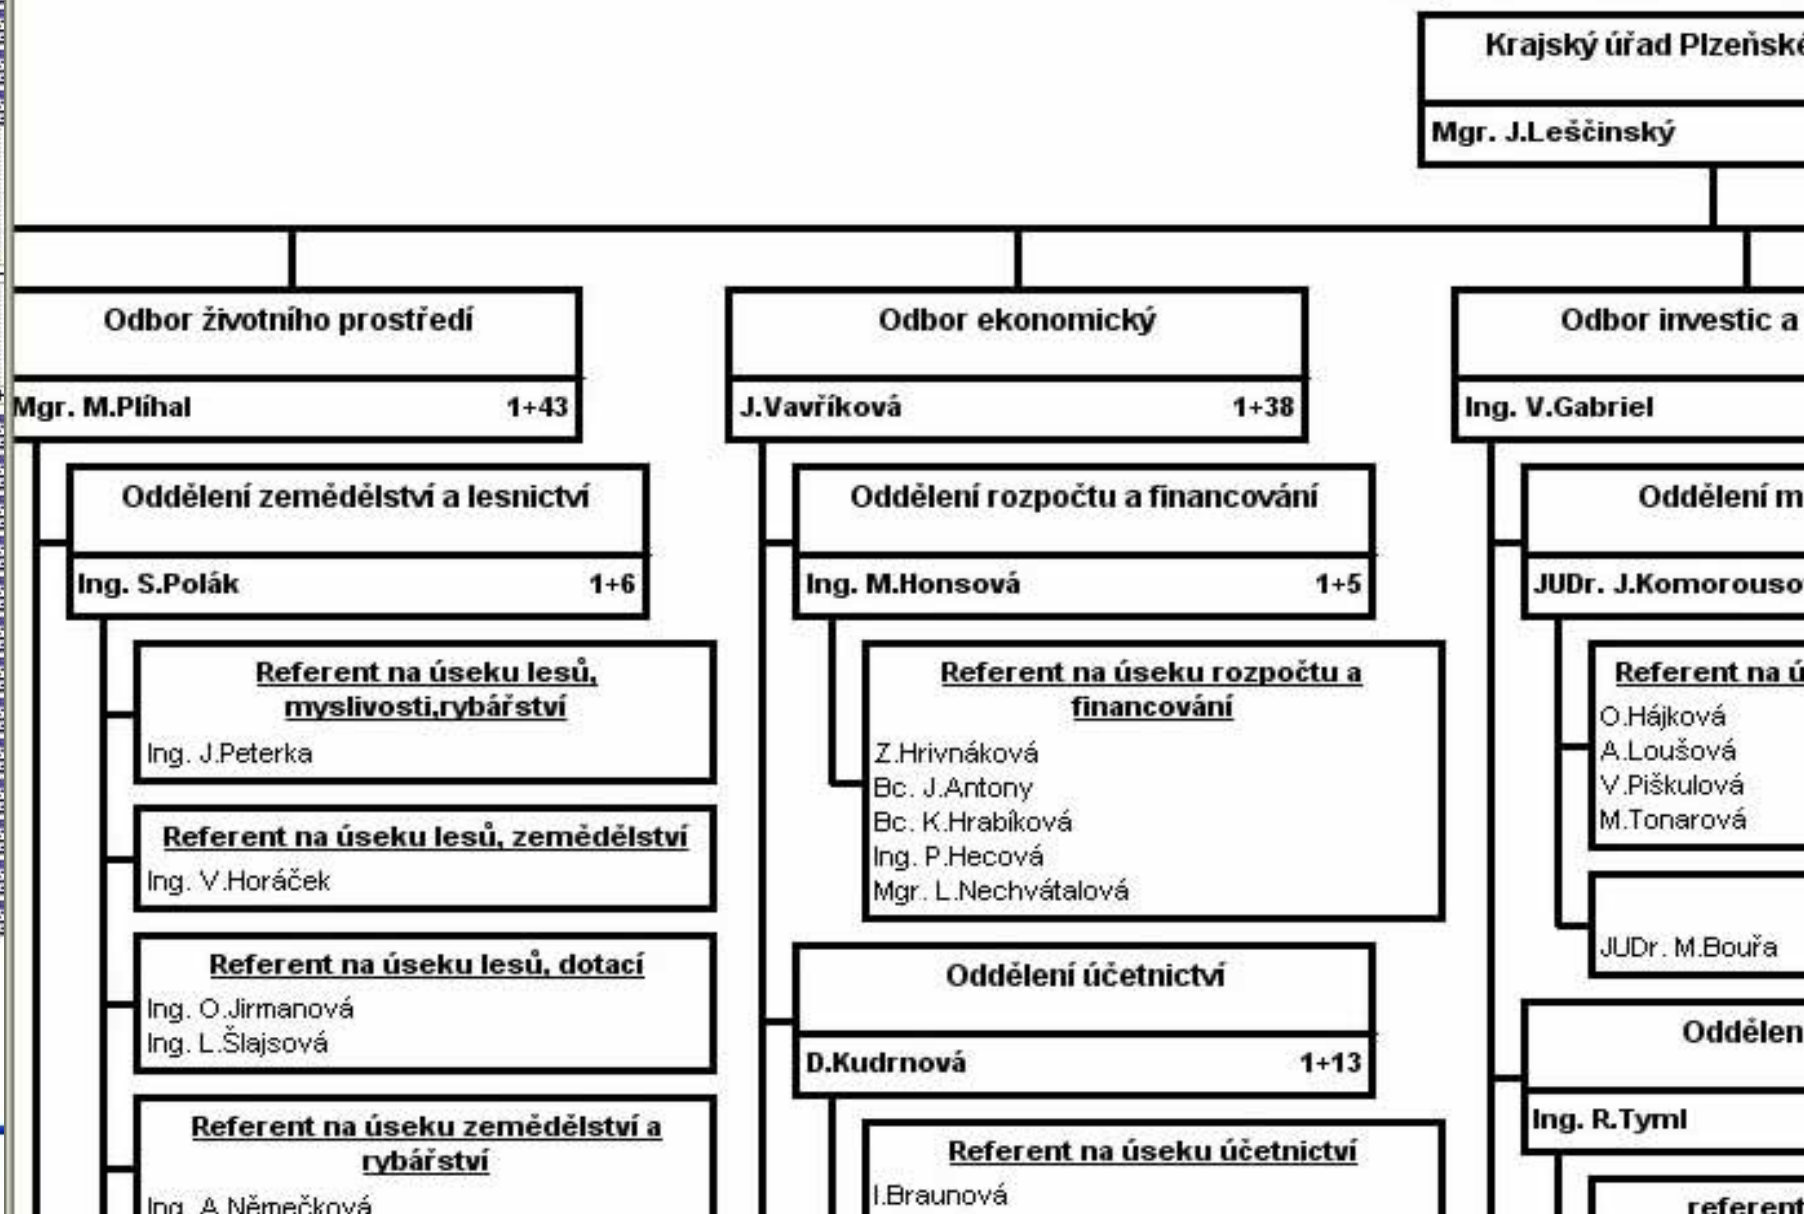 Krajský úřad Plzeňské
Mgr. J.Leščinský
Odbor životního prostředí
Mgr. M.Plíhal 1+43
Oddělení zemědělství a lesnictví
Ing. S.Polák 1+6
Referent na úseku lesů,
myslivosti,rybářství
Ing. J.Peterka
Referent na úseku lesů, zemědělství
Ing. V.Horáček
Referent na úseku lesů, dotací
Ing. O.Jirmanová
Ing. L.Šlajsová
Referent na úseku zemědělství a
rybářství
Ing. A.Němečková
Odbor ekonomický
J.Vavříková 1+38
Oddělení rozpočtu a financování
Ing. M.Honsová 1+5
Referent na úseku rozpočtu a
financování
Z.Hrivnáková
Bc. J.Antony
Bc. K.Hrabíková
Ing. P.Hecová
Mgr. L.Nechvátalová
Oddělení účetnictví
D.Kudrnová 1+13
Referent na úseku účetnictví
I.Braunová
Odbor investic a
Ing. V.Gabriel
Oddělení m
JUDr. J.Komorouso
Referent na ú
O.Hájková
A.Loušová
V.Piškulová
M.Tonarová
JUDr. M.Bouřa
Oddělen
Ing. R.Tyml
referent